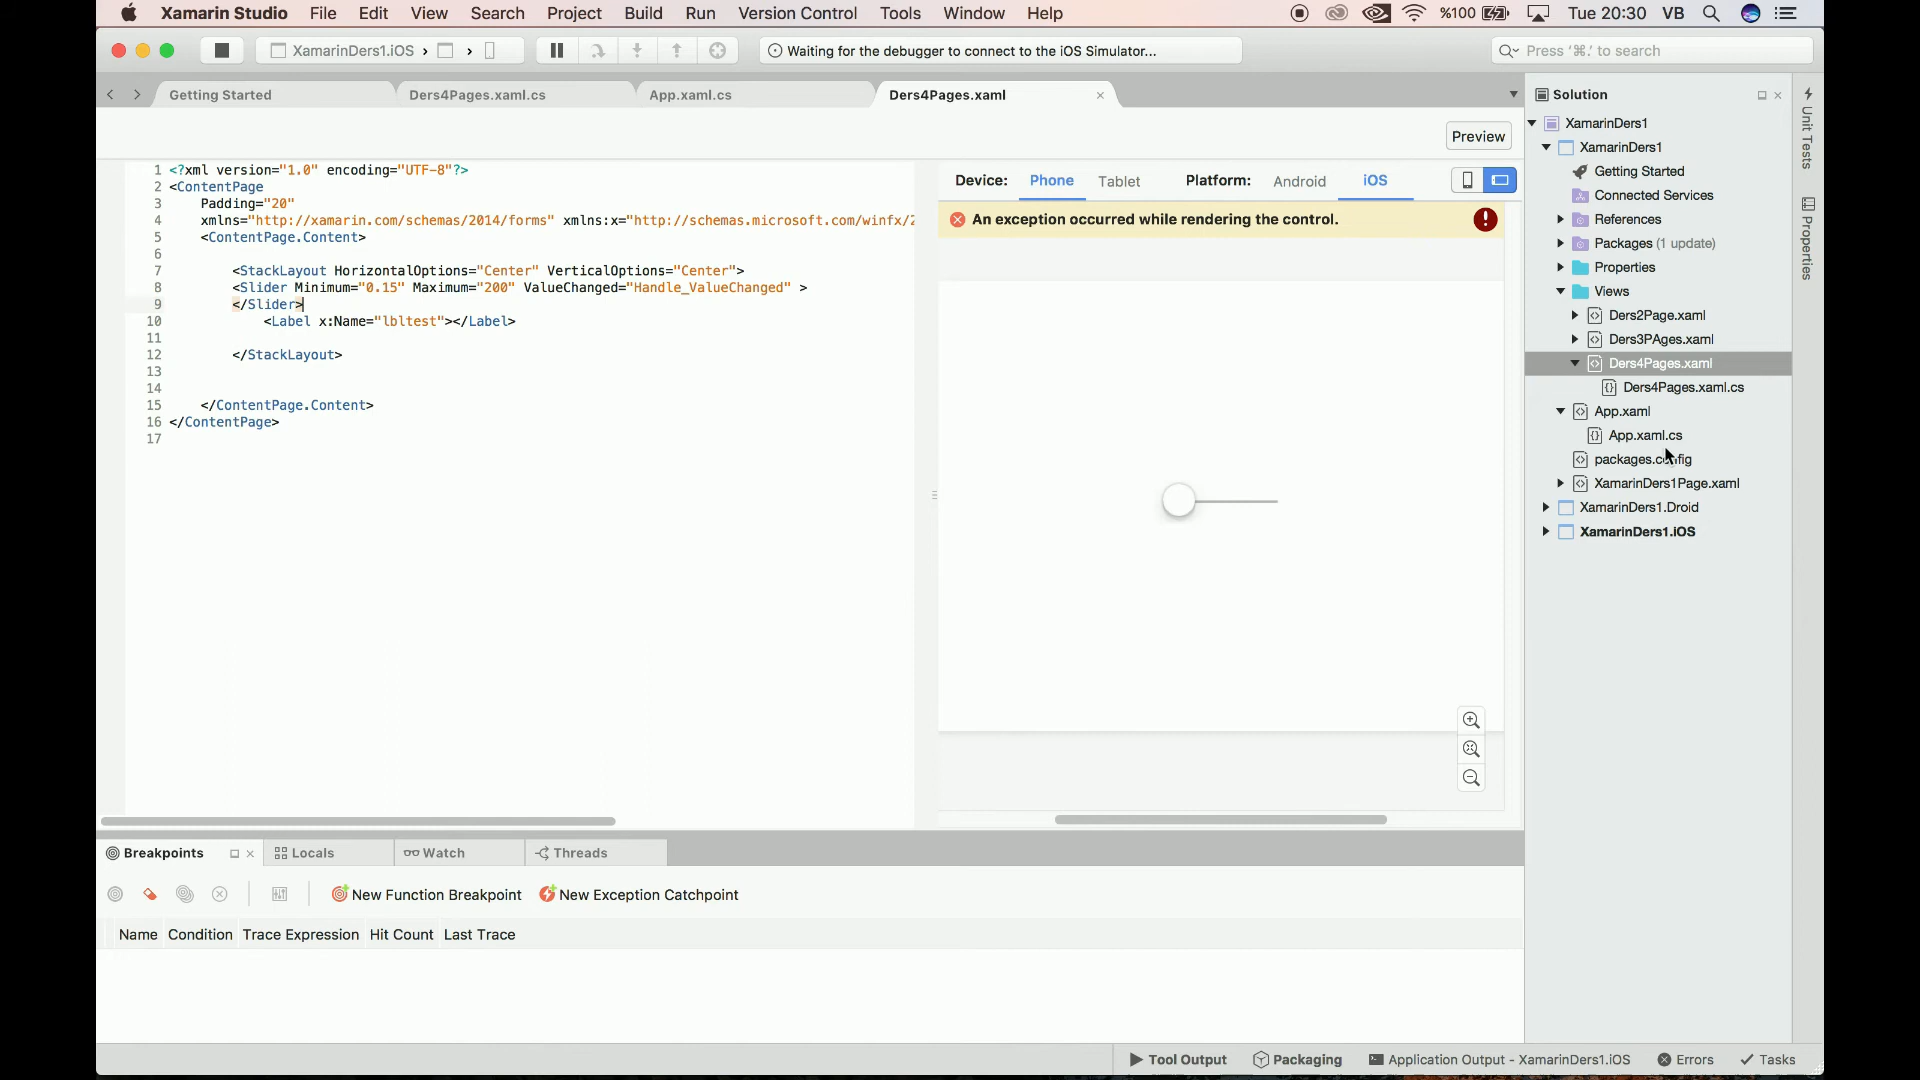 Xamarin Studio File Edit View Search Project Build Run Version Control Tools Window Help %100 Tue 20:30 VB
XamarinDers1.iOS › › Waiting for the debugger to connect to the iOS Simulator... Press ‘⌘.’ to search
Getting Started Ders4Pages.xaml.cs App.xaml.cs Ders4Pages.xaml
Preview
1 <?xml version="1.0" encoding="UTF-8"?>
2 <ContentPage
3 Padding="20"
4 xmlns="http://xamarin.com/schemas/2014/forms" xmlns:x="http://schemas.microsoft.com/winfx/2
5 <ContentPage.Content>
6
7 <StackLayout HorizontalOptions="Center" VerticalOptions="Center">
8 <Slider Minimum="0.15" Maximum="200" ValueChanged="Handle_ValueChanged" >
9 </Slider>
10 <Label x:Name="lbltest"></Label>
11
12 </StackLayout>
13
14
15 </ContentPage.Content>
16 </ContentPage>
17
Device: Phone Tablet Platform: Android iOS
An exception occurred while rendering the control.
Solution
XamarinDers1
XamarinDers1
Getting Started
Connected Services
References
Packages (1 update)
Properties
Views
Ders2Page.xaml
Ders3PAges.xaml
Ders4Pages.xaml
Ders4Pages.xaml.cs
App.xaml
App.xaml.cs
packages.config
XamarinDers1Page.xaml
XamarinDers1.Droid
XamarinDers1.iOS
Unit Tests
Properties
Breakpoints Locals Watch Threads
New Function Breakpoint New Exception Catchpoint
Name Condition Trace Expression Hit Count Last Trace
Tool Output Packaging Application Output - XamarinDers1.iOS Errors Tasks